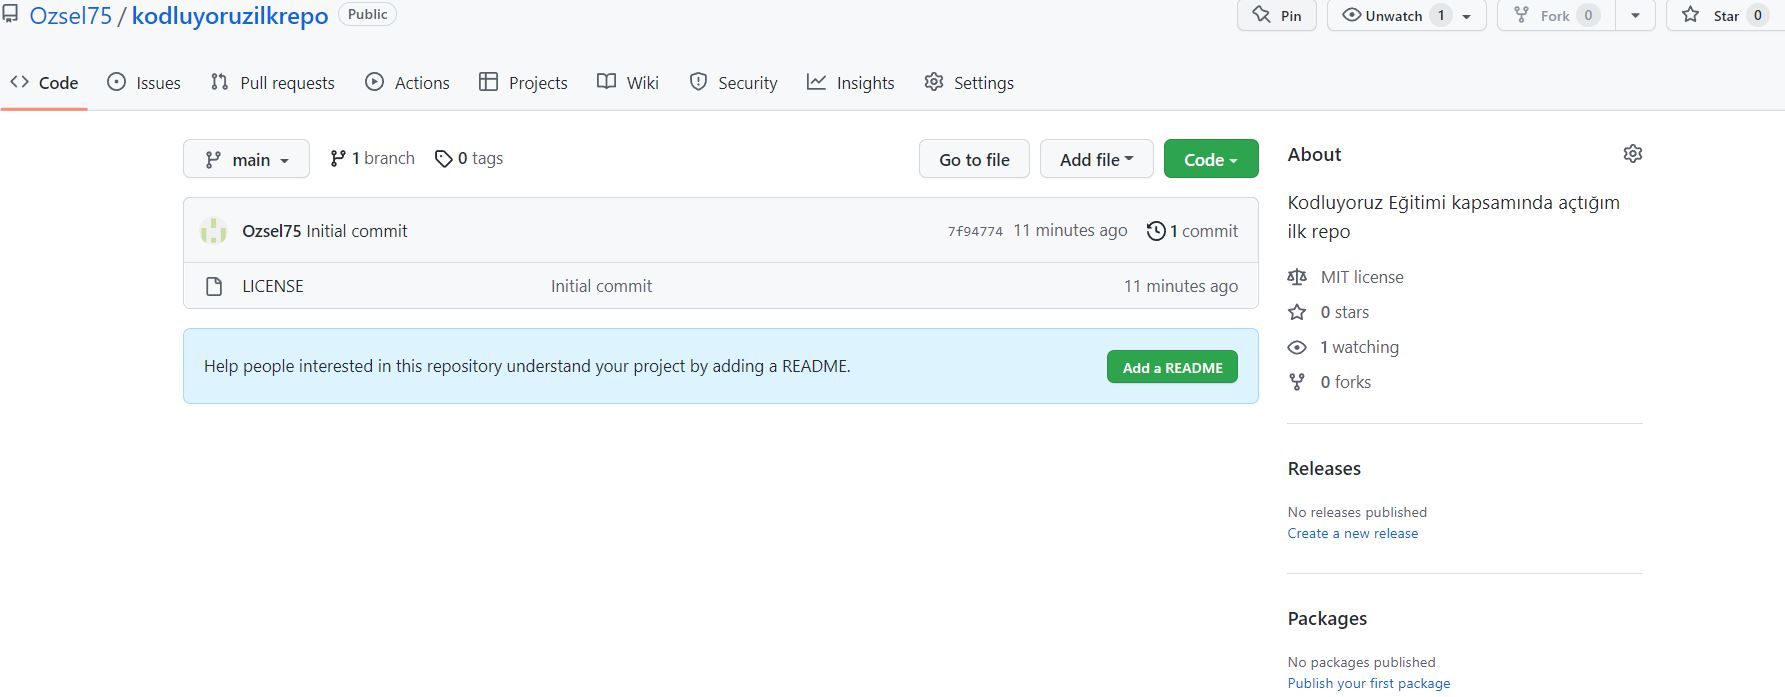 Ozsel75 / kodluyoruzilkrepo Public
Pin Unwatch 1 Fork 0 Star 0
Code Issues Pull requests Actions Projects Wiki Security Insights Settings
main 1 branch 0 tags Go to file Add file Code
Ozsel75 Initial commit 7f94774 11 minutes ago 1 commit
LICENSE Initial commit 11 minutes ago
Help people interested in this repository understand your project by adding a README. Add a README
About
Kodluyoruz Eğitimi kapsamında açtığım
ilk repo
MIT license
0 stars
1 watching
0 forks
Releases
No releases published
Create a new release
Packages
No packages published
Publish your first package